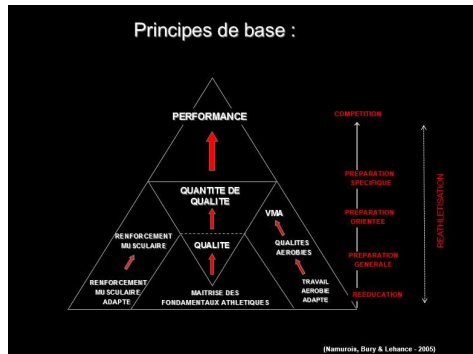 Principes de base :
PERFORMANCE
COMPETITION
PREPARATION
SPECIFIQUE
QUANTITE DE
QUALITE
VMA
PREPARATION
ORIENTEE
RENFORCEMENT
MUSCULAIRE
QUALITE
QUALITES
AEROBIES
PREPARATION
GENERALE
RENFORCEMENT
MUSCULAIRE
ADAPTE
MAITRISE DES
FONDAMENTAUX ATHLETIQUES
TRAVAIL
AEROBIE
ADAPTE
REEDUCATION
REATHLETISATION
(Namurois, Bury & Lehance - 2005)